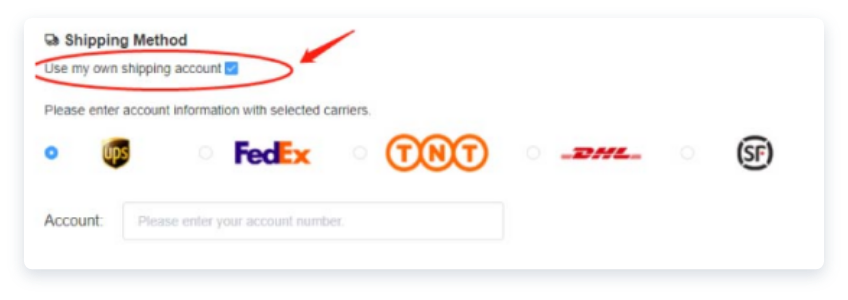 Shipping Method
Use my own shipping account
Please enter account information with selected carriers.
ups FedEx TNT DHL SF
Account: Please enter your account number.